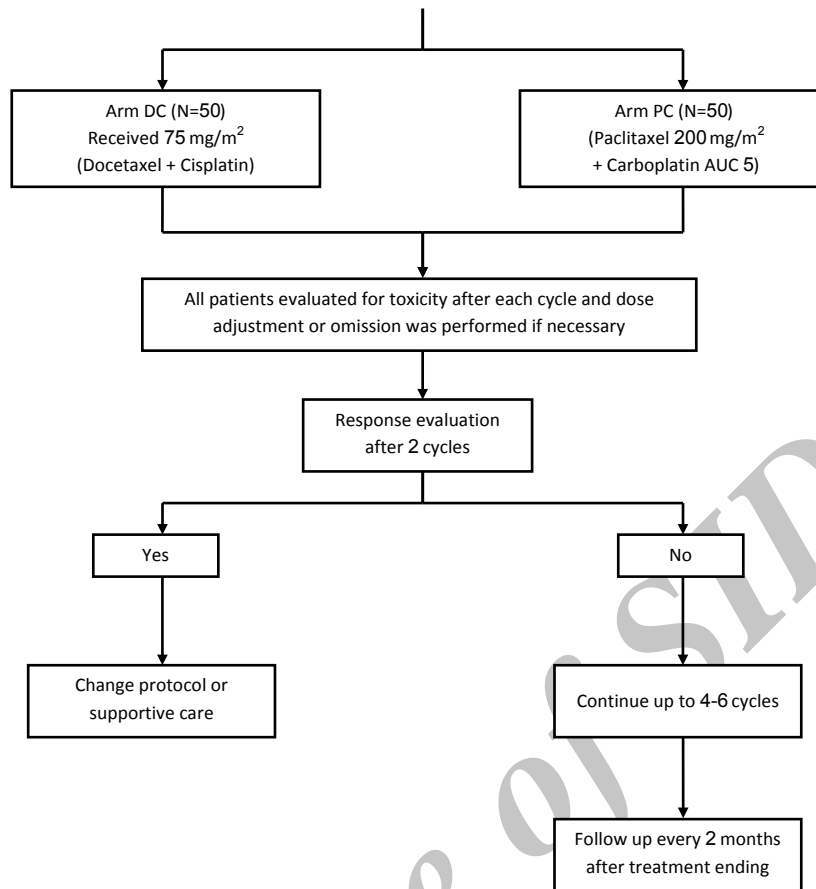 Arm DC (N=50)
Received 75 mg/m²
(Docetaxel + Cisplatin)
Arm PC (N=50)
(Paclitaxel 200 mg/m²
+ Carboplatin AUC 5)
All patients evaluated for toxicity after each cycle and dose
adjustment or omission was performed if necessary
Response evaluation
after 2 cycles
Yes
No
Change protocol or
supportive care
Continue up to 4-6 cycles
Follow up every 2 months
after treatment ending
of SID